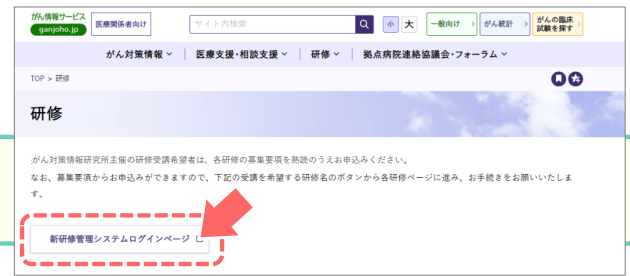 がん情報サービス
ganjoho.jp
医療関係者向け
サイト内検索
小 大
一般向け
がん統計
がんの臨床
試験を探す
がん対策情報 医療支援・相談支援 研修 拠点病院連絡協議会・フォーラム
TOP > 研修
研修
がん対策情報研究所主催の研修受講希望者は、各研修の募集要項を熟読のうえお申込みください。
なお、募集要項からお申込みができますので、下記の受講を希望する研修名のボタンから各研修ページに進み、お手続きをお願いいたしま
す。
新研修管理システムログインページ